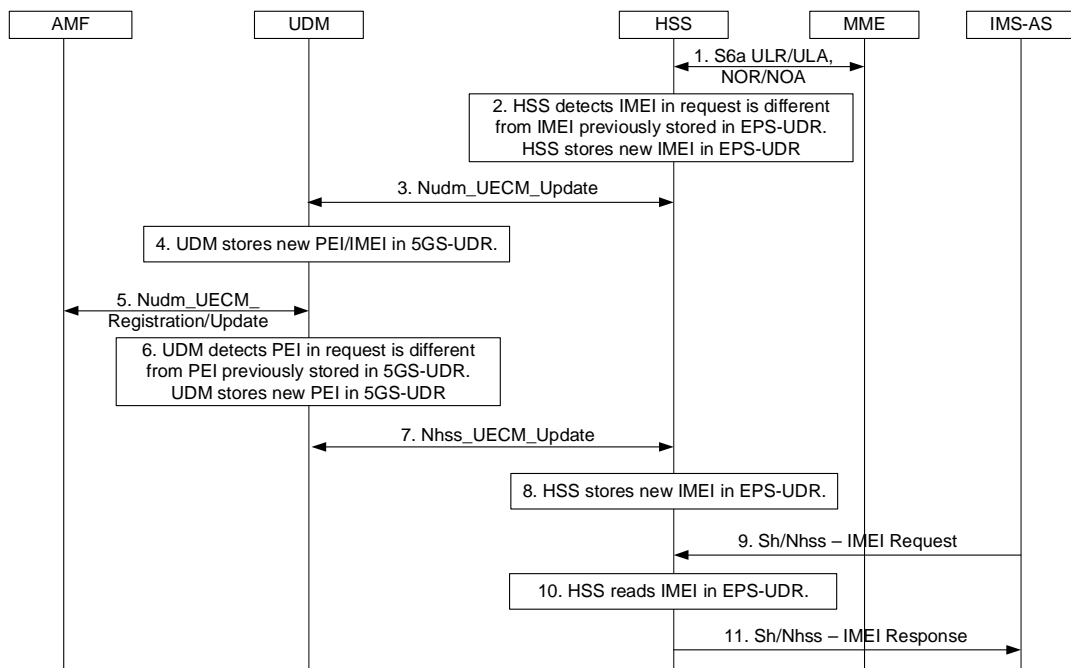 AMF
UDM
HSS
MME
IMS-AS
1. S6a ULR/ULA,
NOR/NOA
2. HSS detects IMEI in request is different
from IMEI previously stored in EPS-UDR.
HSS stores new IMEI in EPS-UDR
3. Nudm_UECM_Update
4. UDM stores new PEI/IMEI in 5GS-UDR.
5. Nudm_UECM_
Registration/Update
6. UDM detects PEI in request is different
from PEI previously stored in 5GS-UDR.
UDM stores new PEI in 5GS-UDR
7. Nhss_UECM_Update
8. HSS stores new IMEI in EPS-UDR.
9. Sh/Nhss – IMEI Request
10. HSS reads IMEI in EPS-UDR.
11. Sh/Nhss – IMEI Response